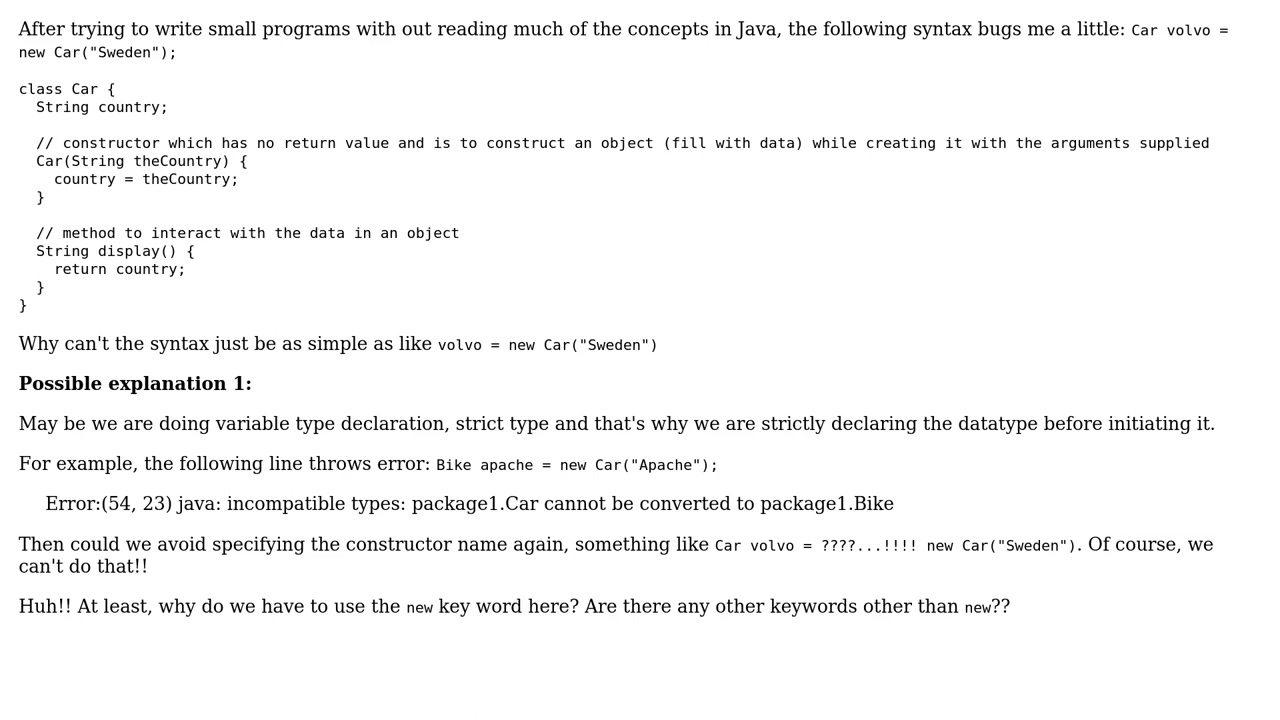 After trying to write small programs with out reading much of the concepts in Java, the following syntax bugs me a little: Car volvo =
new Car("Sweden");
class Car {
  String country;
  // constructor which has no return value and is to construct an object (fill with data) while creating it with the arguments supplied
  Car(String theCountry) {
    country = theCountry;
  }
  // method to interact with the data in an object
  String display() {
    return country;
  }
}
Why can't the syntax just be as simple as like volvo = new Car("Sweden")
Possible explanation 1:
May be we are doing variable type declaration, strict type and that's why we are strictly declaring the datatype before initiating it.
For example, the following line throws error: Bike apache = new Car("Apache");
Error:(54, 23) java: incompatible types: package1.Car cannot be converted to package1.Bike
Then could we avoid specifying the constructor name again, something like Car volvo = ????...!!!! new Car("Sweden"). Of course, we
can't do that!!
Huh!! At least, why do we have to use the new key word here? Are there any other keywords other than new??